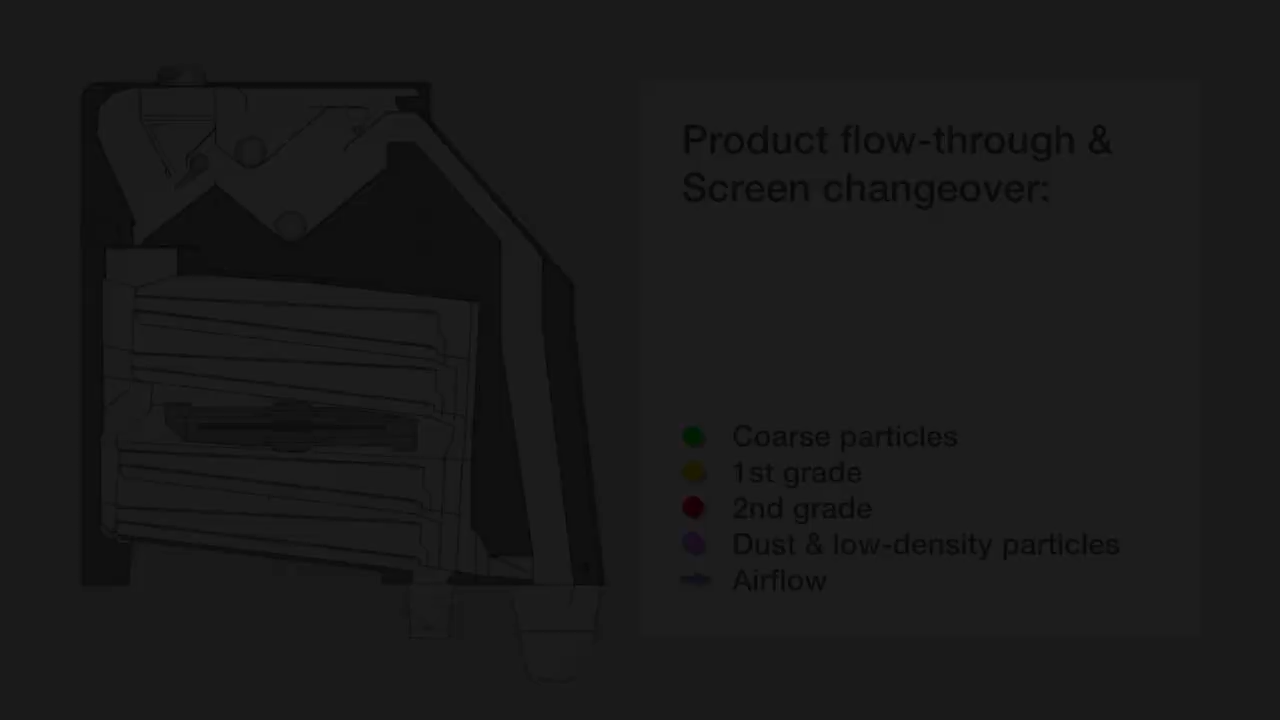 Product flow-through &
Screen changeover:
Coarse particles
1st grade
2nd grade
Dust & low-density particles
Airflow